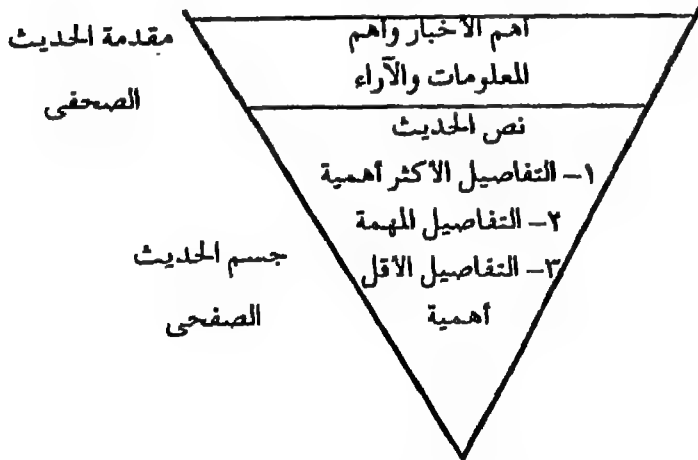 أهم الأخبار وأهم
المعلومات والآراء
مقدمة الحديث
الصحفى
نص الحديث
١- التفاصيل الأكثر أهمية
٢- التفاصيل المهمة
٣- التفاصيل الأقل
أهمية
جسم الحديث
الصفحى